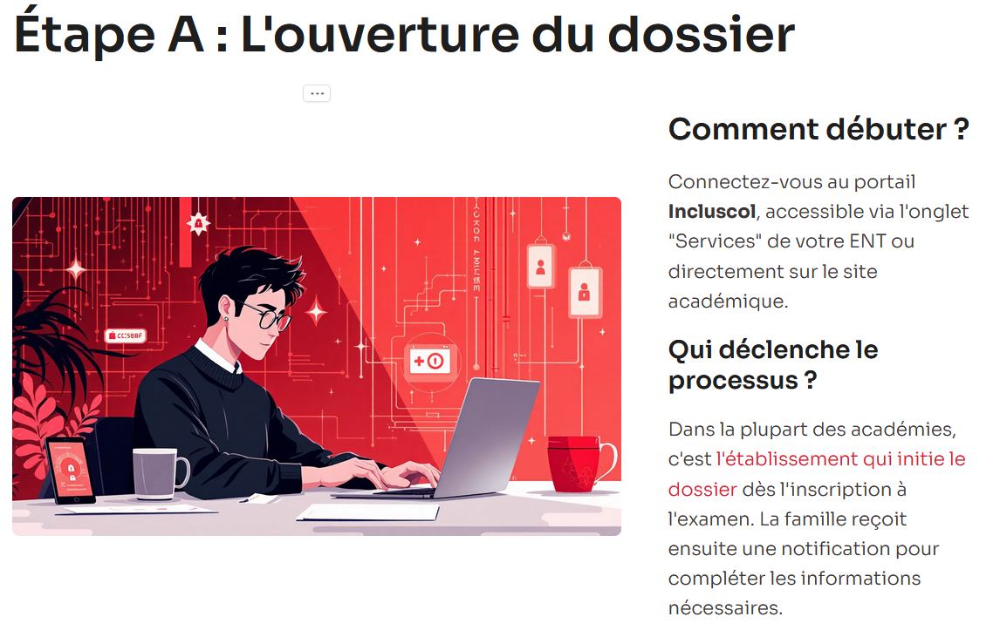 Étape A : L'ouverture du dossier
Comment débuter ?
Connectez-vous au portail
Incluscol, accessible via l'onglet
"Services" de votre ENT ou
directement sur le site
académique.
Qui déclenche le
processus ?
Dans la plupart des académies,
c'est l'établissement qui initie le
dossier dès l'inscription à
l'examen. La famille reçoit
ensuite une notification pour
compléter les informations
nécessaires.